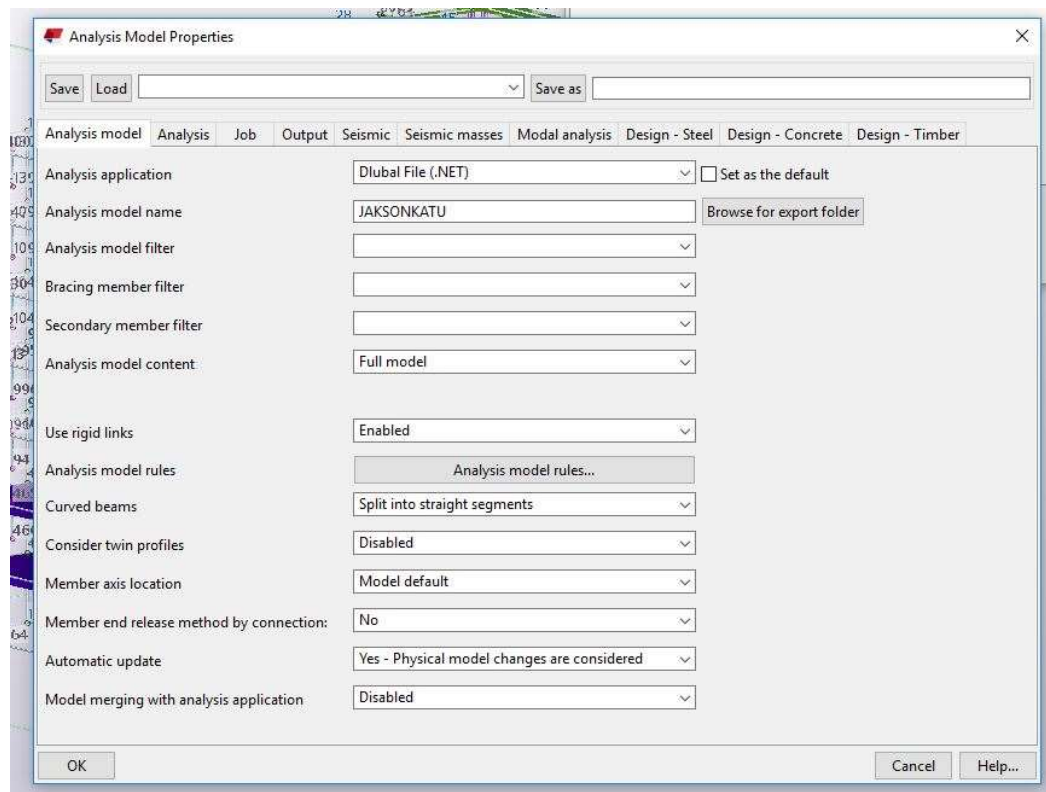 Analysis Model Properties
Save Load Save as
Analysis model Analysis Job Output Seismic Seismic masses Modal analysis Design - Steel Design - Concrete Design - Timber
Analysis application Dlubal File (.NET) Set as the default
Analysis model name JAKSONKATU Browse for export folder
Analysis model filter
Bracing member filter
Secondary member filter
Analysis model content Full model
Use rigid links Enabled
Analysis model rules Analysis model rules...
Curved beams Split into straight segments
Consider twin profiles Disabled
Member axis location Model default
Member end release method by connection: No
Automatic update Yes - Physical model changes are considered
Model merging with analysis application Disabled
OK Cancel Help...